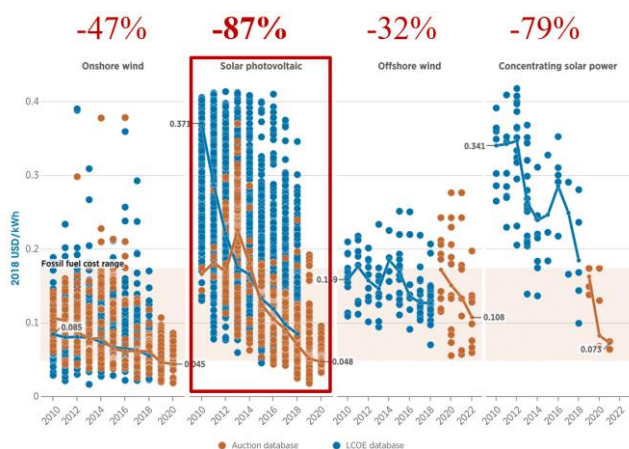 -47% -87% -32% -79%
Onshore wind Solar photovoltaic Offshore wind Concentrating solar power
2018 USD/kWh
0.4
0.3
0.2
0.1
0
0.371
0.341
Fossil fuel cost range
0.085
0.045
0.048
0.108
0.073
2010 2012 2014 2016 2018 2020 2010 2012 2014 2016 2018 2020 2010 2012 2014 2016 2018 2020 2022 2010 2012 2014 2016 2018 2020 2022
Auction database LCOE database